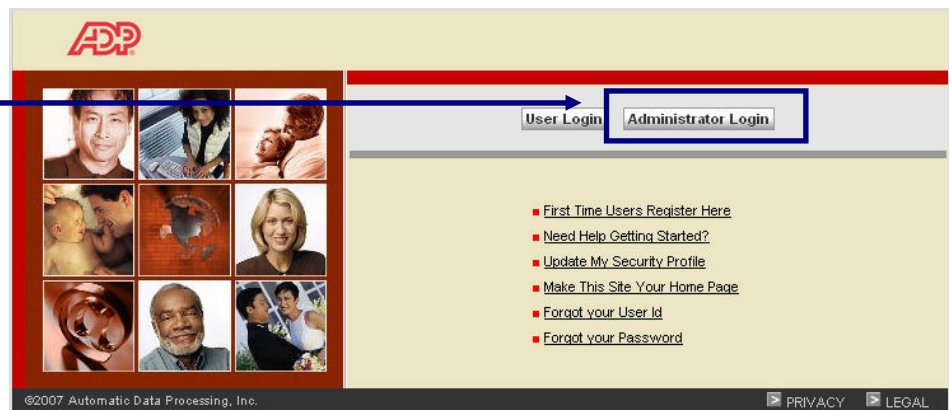 ADP
User Login Administrator Login
First Time Users Register Here
Need Help Getting Started?
Update My Security Profile
Make This Site Your Home Page
Forgot your User Id
Forgot your Password
©2007 Automatic Data Processing, Inc. PRIVACY LEGAL